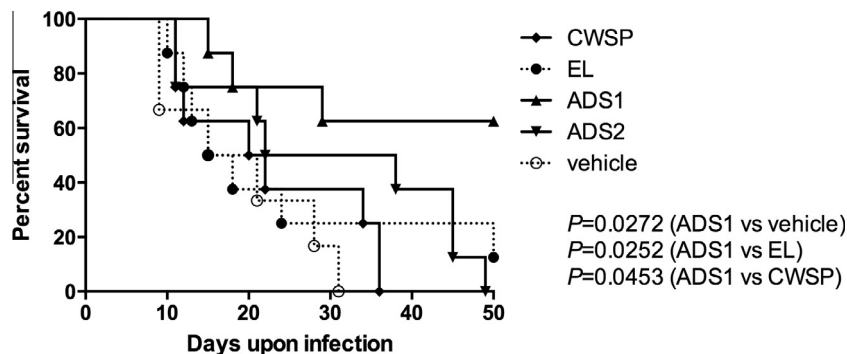 100
80
60
40
20
0
Percent survival
0 10 20 30 40 50
Days upon infection
CWSP
EL
ADS1
ADS2
vehicle
P=0.0272 (ADS1 vs vehicle)
P=0.0252 (ADS1 vs EL)
P=0.0453 (ADS1 vs CWSP)